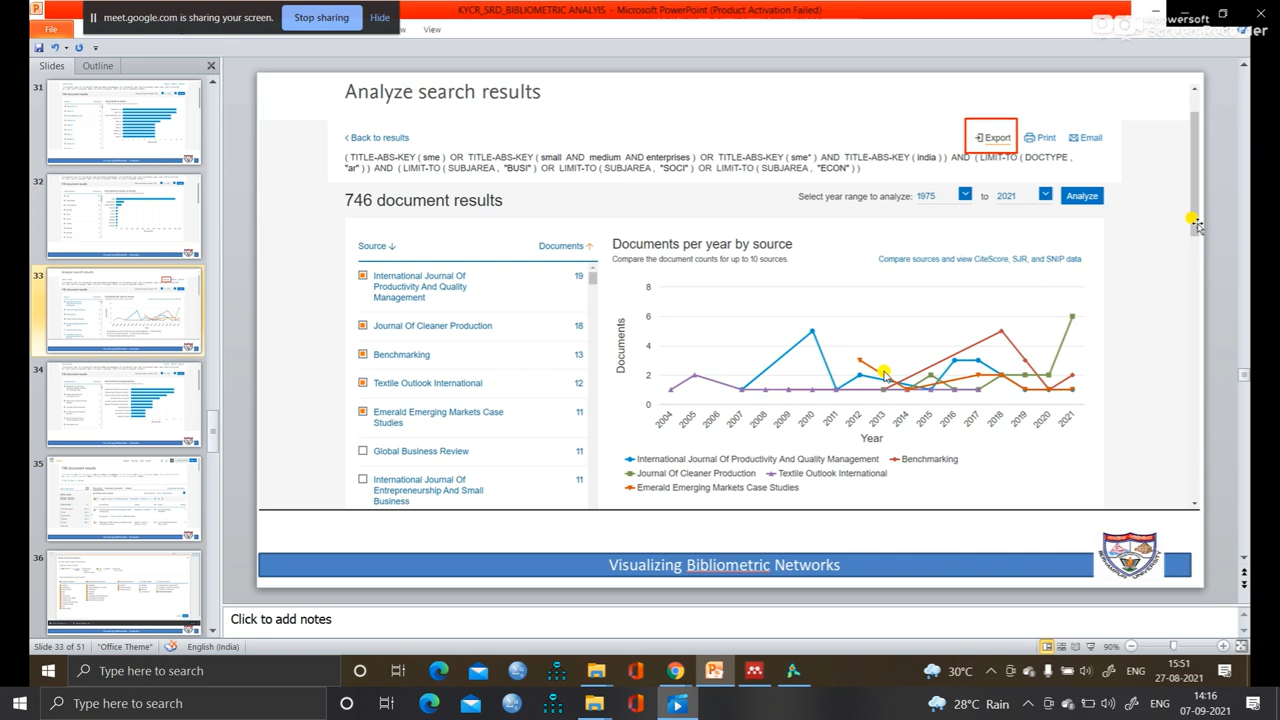 meet.google.com is sharing your screen.
Stop sharing
Hide
KYCR_SRD_BIBLIOMETRIC ANALYIS - Microsoft PowerPoint (Product Activation Failed)
File
View
Slides
Outline
31
32
33
34
35
36
Analyze search results
Back to results
Export
Print
Email
( TITLE-ABS-KEY ( sme ) OR TITLE-ABS-KEY ( small AND medium AND enterprises ) OR TITLE-ABS-KEY ( sme* ) AND TITLE-ABS-KEY ( india ) ) AND ( LIMIT-TO ( DOCTYPE ,
AND ( LIMIT-TO ( SUBAREA , "BUSI" ) OR LIMIT-TO ( SUBAREA , "SOCI" ) OR LIMIT-TO ( SUBAREA , "ECON" ) )
746 document results
Select year range to analyze: 1975 to 2021 Analyze
Source
Documents
International Journal Of
Productivity And Quality
Management
19
Journal Of Cleaner Production 18
Benchmarking 13
Textile Outlook International 12
Emerald Emerging Markets Case
Studies
11
Global Business Review 11
International Journal Of
Entrepreneurship And Small
Business
11
Documents per year by source
Compare the document counts for up to 10 sources.
Compare sources and view CiteScore, SJR, and SNIP data
Documents
8
6
4
2
0
2006 2007 2010 2011 2014 2016 2017 2018 2019 2020 2021
Year
International Journal Of Productivity And Quality Management
Benchmarking
Journal Of Cleaner Production
Textile Outlook International
Emerald Emerging Markets Case Studies
Visualizing Bibliometric Networks
Click to add notes
Slide 33 of 51
"Office Theme"
English (India)
90%
Type here to search
30°C
ENG
15:51
27-08-2021
Type here to search
28°C Rain
ENG
14:16
07-09-2021